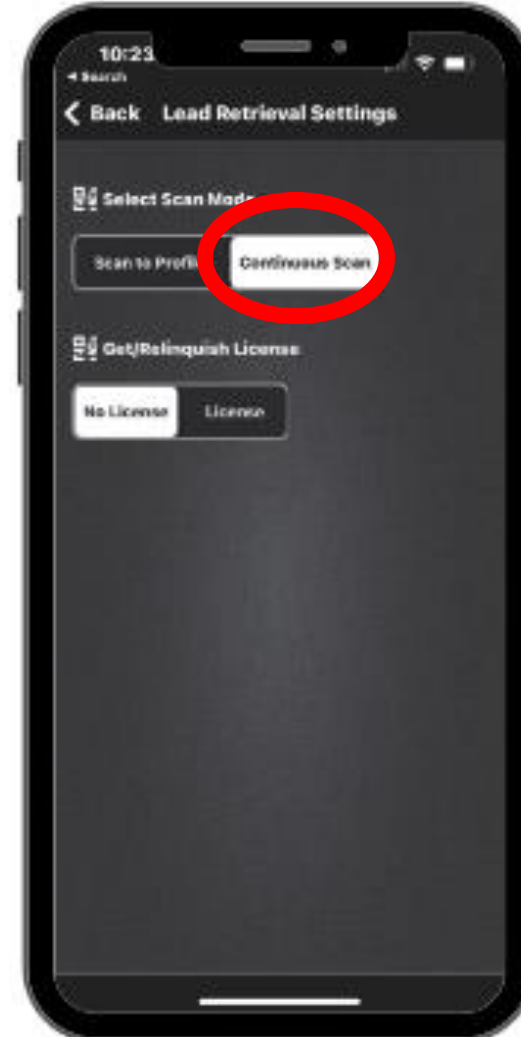 10:23
Search
Back Lead Retrieval Settings
Select Scan Mode
Scan to Profil
Continuous Scan
Get/Relinquish License
No License
License